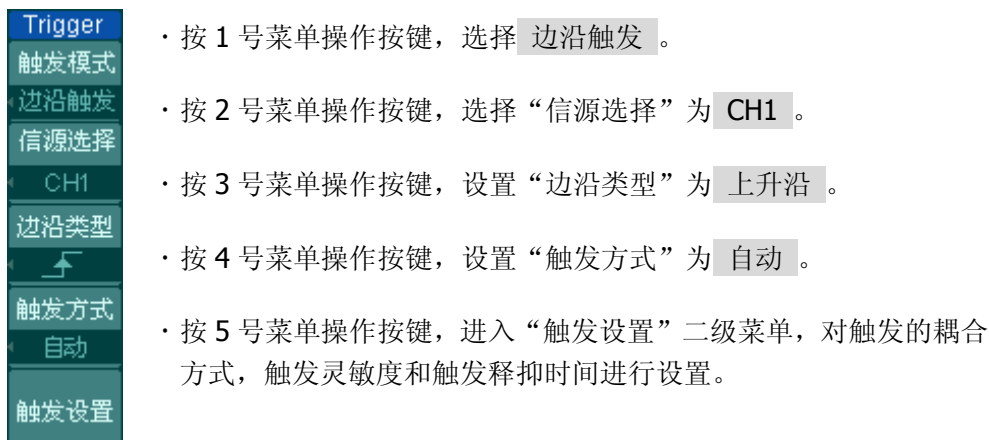 Trigger
触发模式
边沿触发
信源选择
CH1
边沿类型
触发方式
自动
触发设置
·按 1 号菜单操作按键，选择 边沿触发 。
·按 2 号菜单操作按键，选择“信源选择”为 CH1 。
·按 3 号菜单操作按键，设置“边沿类型”为 上升沿 。
·按 4 号菜单操作按键，设置“触发方式”为 自动 。
·按 5 号菜单操作按键，进入“触发设置”二级菜单，对触发的耦合
方式，触发灵敏度和触发释抑时间进行设置。